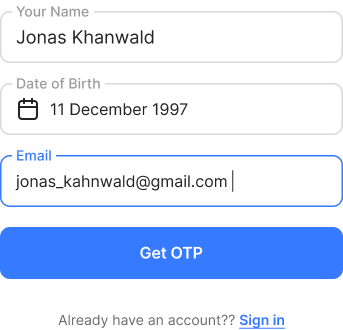 Your Name
Jonas Khanwald
Date of Birth
11 December 1997
Email
jonas_kahnwald@gmail.com
Get OTP
Already have an account?? Sign in